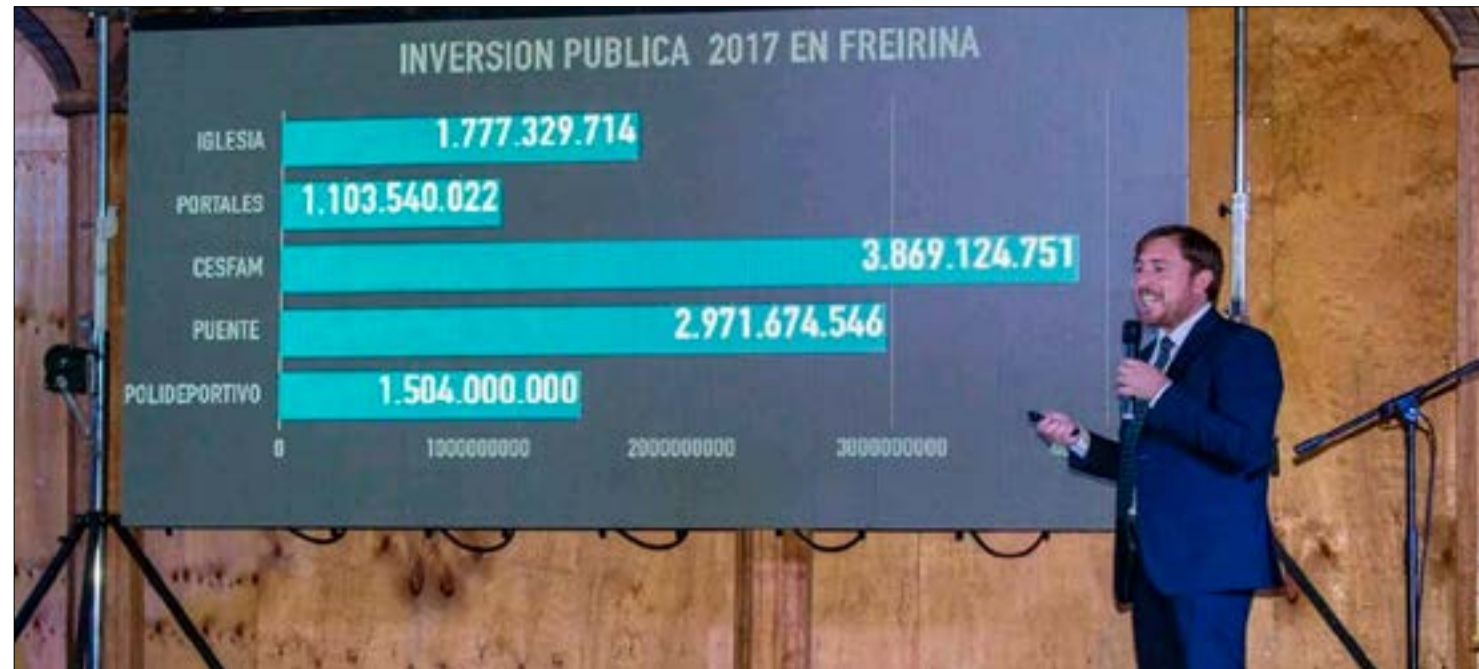 INVERSION PUBLICA 2017 EN FREIRINA
IGLESIA 1.777.329.714
PORTALES 1.103.540.022
CESFAM 3.869.124.751
PUENTE 2.971.674.546
POLIDEPORTIVO 1.504.000.000
0 1000000000 2000000000 3000000000